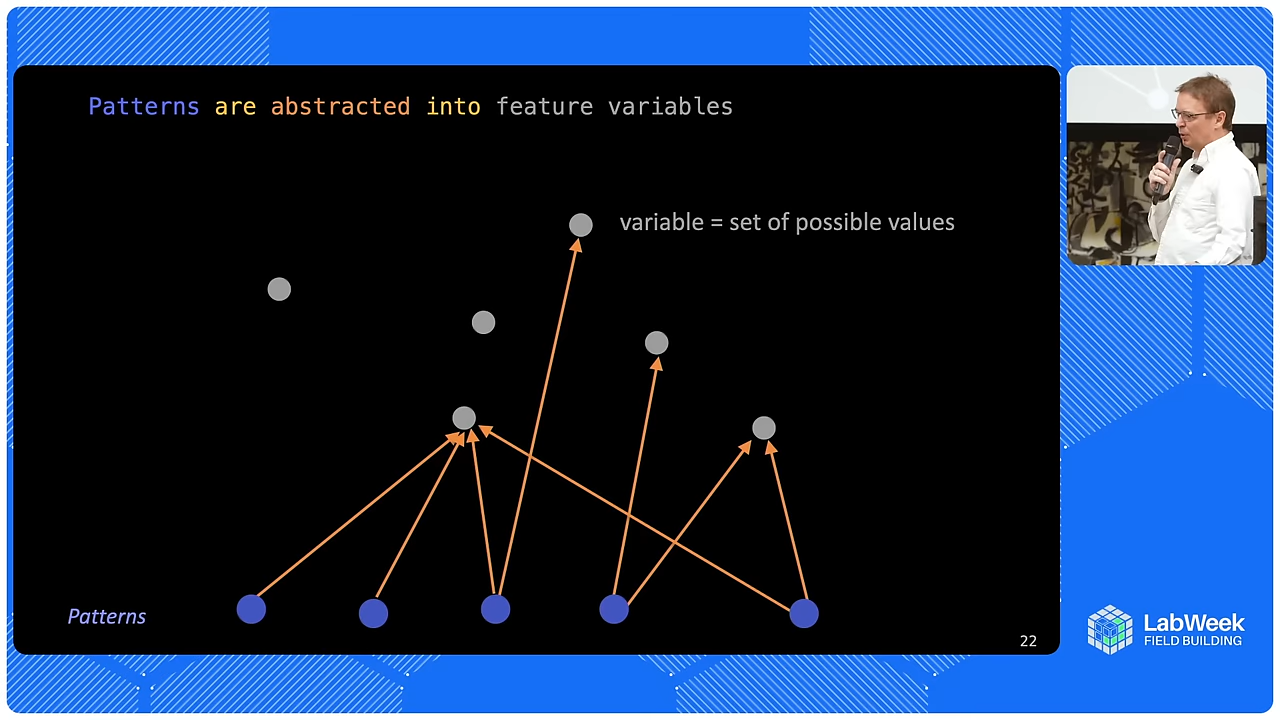 Patterns are abstracted into feature variables
variable = set of possible values
Patterns
22
LabWeek
FIELD BUILDING